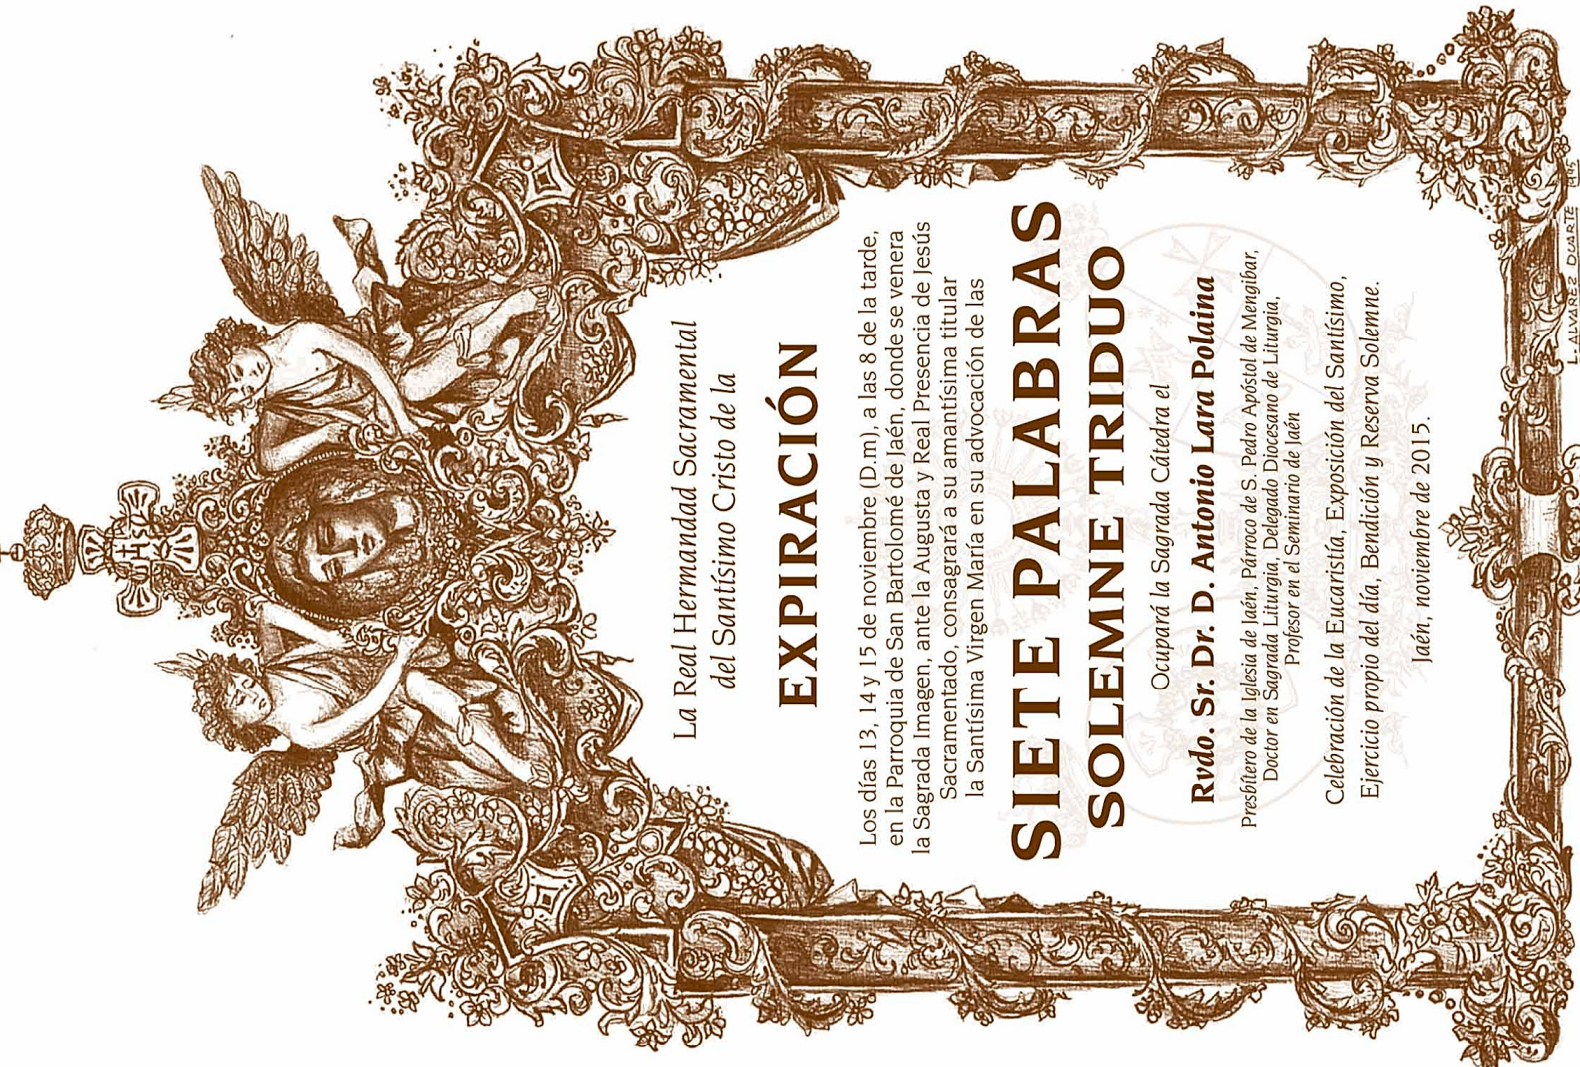 JHS
La Real Hermandad Sacramental
del Santísimo Cristo de la
EXPIRACIÓN
Los días 13, 14 y 15 de noviembre (D.m), a las 8 de la tarde,
en la Parroquia de San Bartolomé de Jaén, donde se venera
la Sagrada Imagen, ante la Augusta y Real Presencia de Jesús
Sacramentado, consagrará a su amantísima titular
la Santísima Virgen María en su advocación de las
SIETE PALABRAS
SOLEMNE TRIDUO
Ocupará la Sagrada Cátedra el
Rvdo. Sr. Dr. D. Antonio Lara Polaina
Presbítero de la Iglesia de Jaén, Párroco de S. Pedro Apóstol de Mengíbar,
Doctor en Sagrada Liturgia, Delegado Diocesano de Liturgia,
Profesor en el Seminario de Jaén
Celebración de la Eucaristía, Exposición del Santísimo,
Ejercicio propio del día, Bendición y Reserva Solemne.
Jaén, noviembre de 2015.
L. ALVAREZ DUARTE